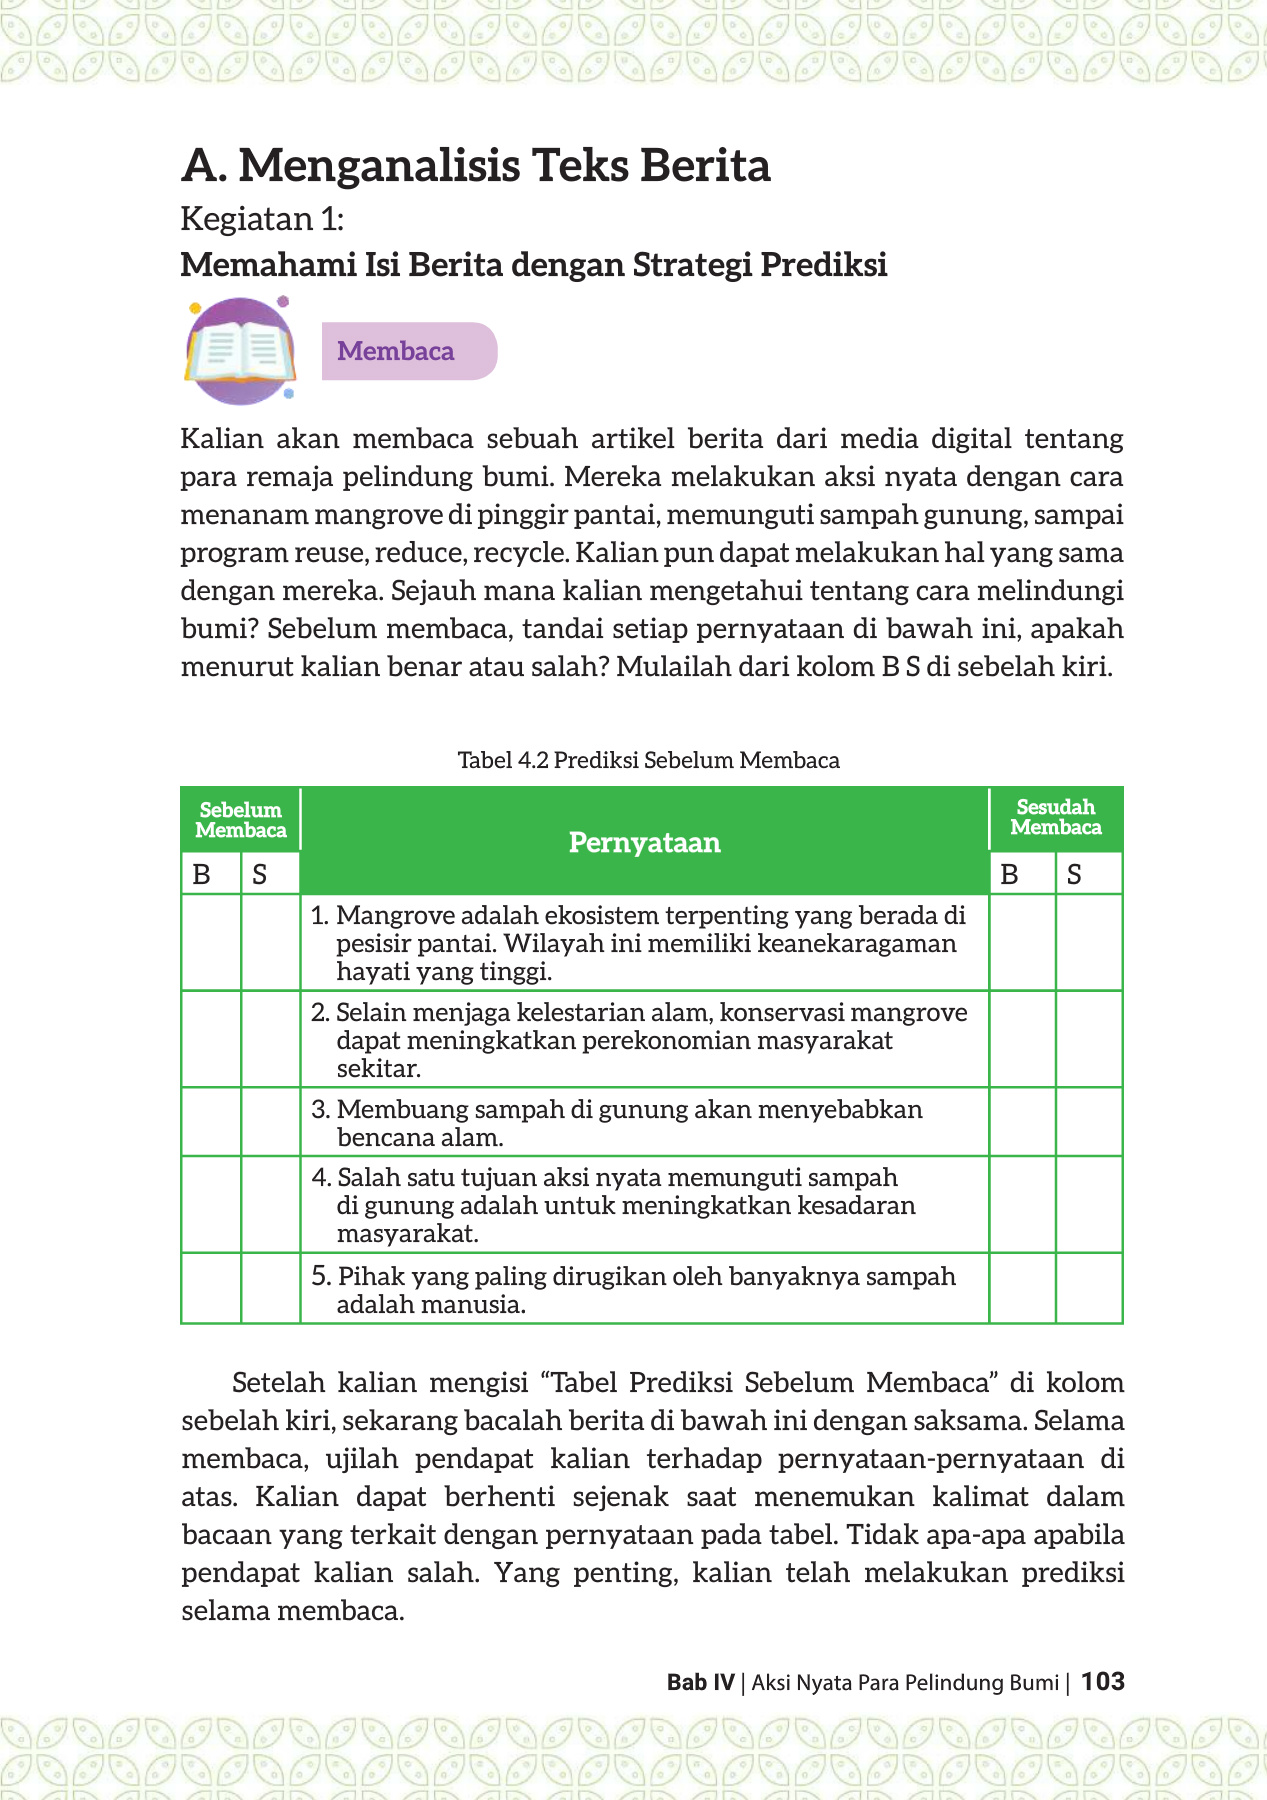 A. Menganalisis Teks Berita
Kegiatan 1:
Memahami Isi Berita dengan Strategi Prediksi
Membaca
Kalian akan membaca sebuah artikel berita dari media digital tentang
para remaja pelindung bumi. Mereka melakukan aksi nyata dengan cara
menanam mangrove di pinggir pantai, memunguti sampah gunung, sampai
program reuse, reduce, recycle. Kalian pun dapat melakukan hal yang sama
dengan mereka. Sejauh mana kalian mengetahui tentang cara melindungi
bumi? Sebelum membaca, tandai setiap pernyataan di bawah ini, apakah
menurut kalian benar atau salah? Mulailah dari kolom B S di sebelah kiri.
Tabel 4.2 Prediksi Sebelum Membaca
Sebelum
Membaca
Pernyataan
Sesudah
Membaca
B S
B S
1. Mangrove adalah ekosistem terpenting yang berada di
pesisir pantai. Wilayah ini memiliki keanekaragaman
hayati yang tinggi.
2. Selain menjaga kelestarian alam, konservasi mangrove
dapat meningkatkan perekonomian masyarakat
sekitar.
3. Membuang sampah di gunung akan menyebabkan
bencana alam.
4. Salah satu tujuan aksi nyata memunguti sampah
di gunung adalah untuk meningkatkan kesadaran
masyarakat.
5. Pihak yang paling dirugikan oleh banyaknya sampah
adalah manusia.
Setelah kalian mengisi “Tabel Prediksi Sebelum Membaca” di kolom
sebelah kiri, sekarang bacalah berita di bawah ini dengan saksama. Selama
membaca, ujilah pendapat kalian terhadap pernyataan-pernyataan di
atas. Kalian dapat berhenti sejenak saat menemukan kalimat dalam
bacaan yang terkait dengan pernyataan pada tabel. Tidak apa-apa apabila
pendapat kalian salah. Yang penting, kalian telah melakukan prediksi
selama membaca.
Bab IV | Aksi Nyata Para Pelindung Bumi | 103